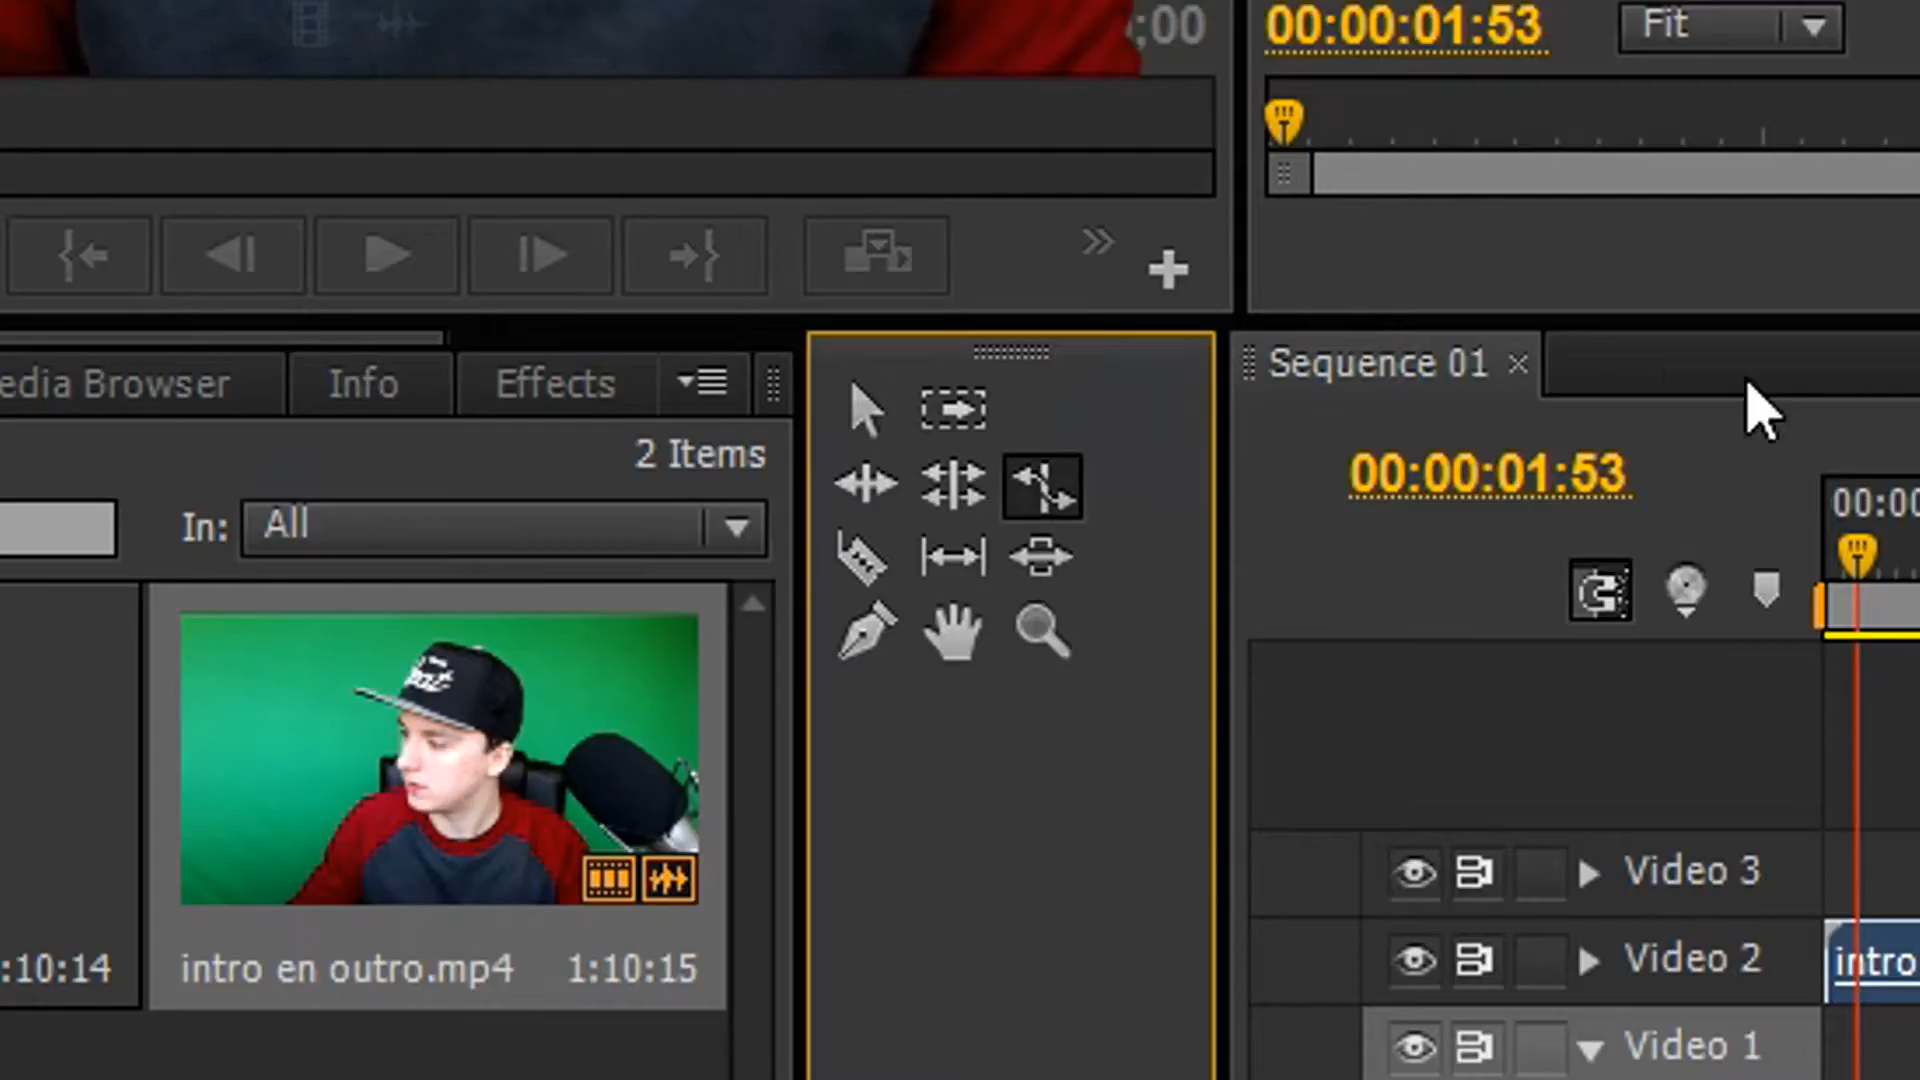 ;00
00:00:01:53
Fit
edia Browser
Info
Effects
Sequence 01
2 Items
00:00:01:53
00:00
In:
All
Video 3
:10:14
intro en outro.mp4
1:10:15
Video 2
intro
Video 1